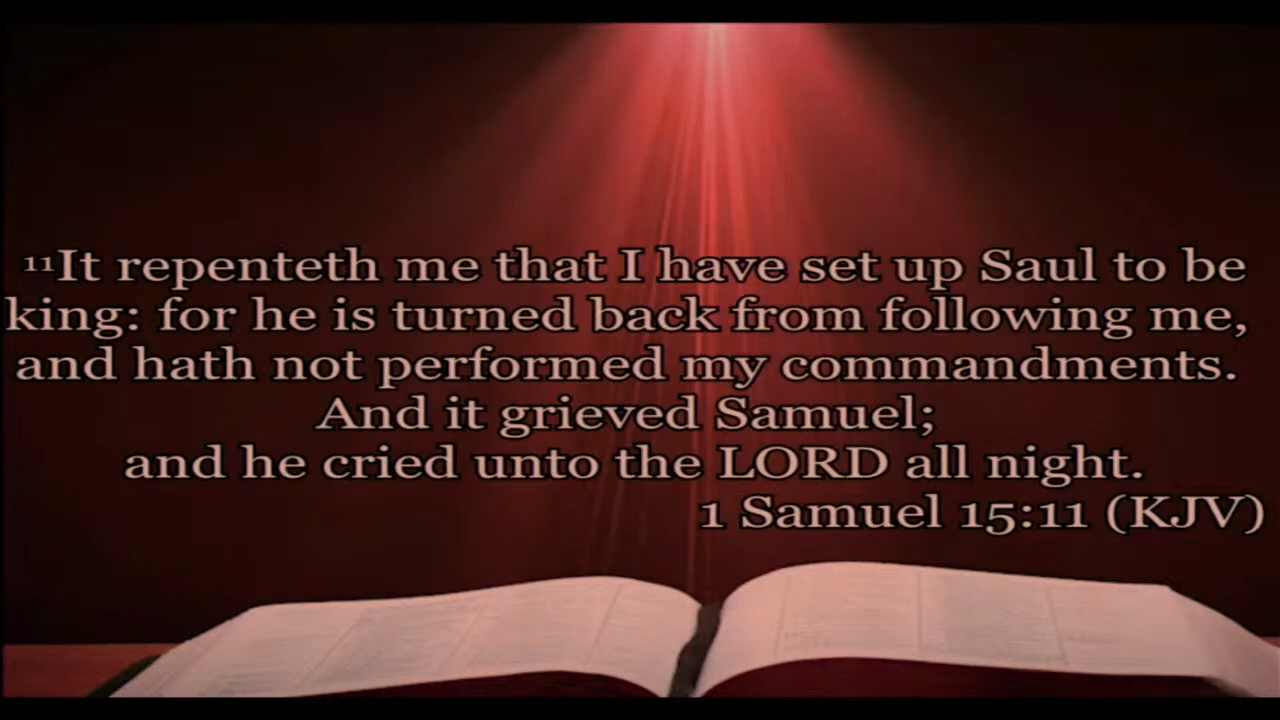 ¹¹It repenteth me that I have set up Saul to be
king: for he is turned back from following me,
and hath not performed my commandments.
And it grieved Samuel;
and he cried unto the LORD all night.
1 Samuel 15:11 (KJV)